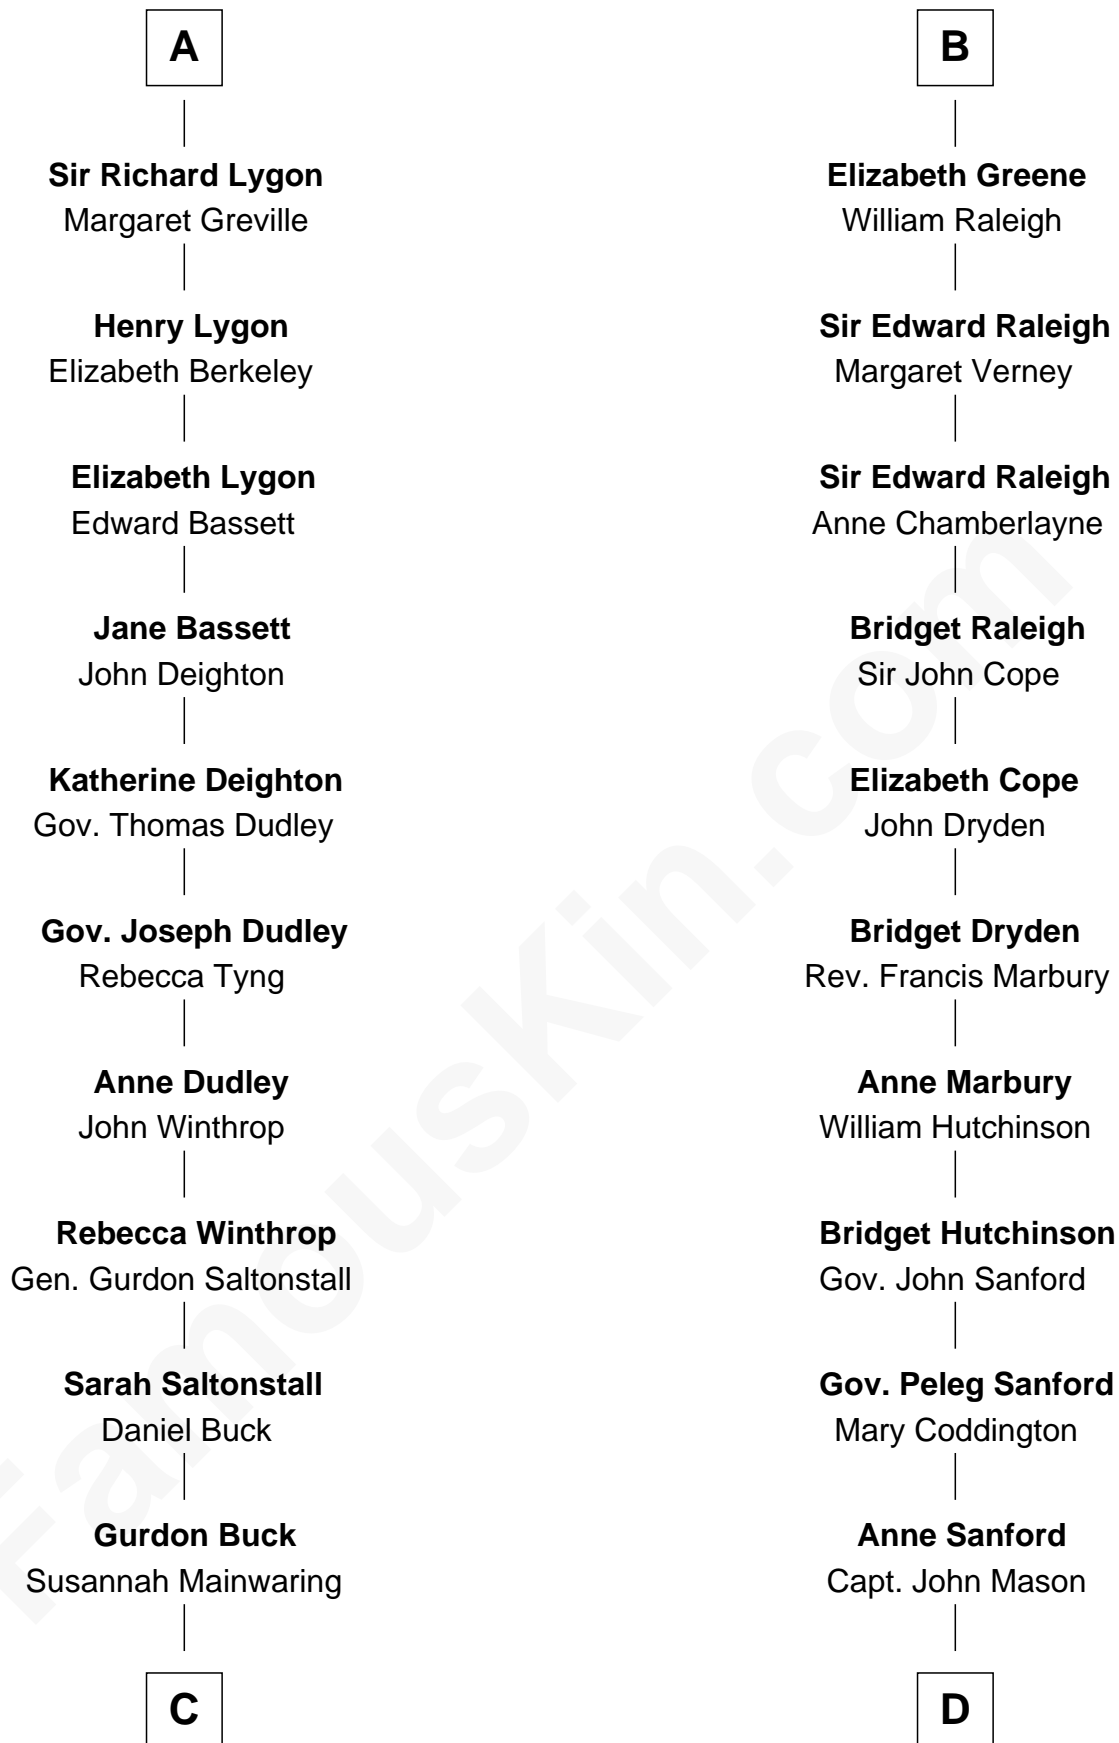 A
Sir Richard Lygon
Margaret Greville
Henry Lygon
Elizabeth Berkeley
Elizabeth Lygon
Edward Bassett
Jane Bassett
John Deighton
Katherine Deighton
Gov. Thomas Dudley
Gov. Joseph Dudley
Rebecca Tyng
Anne Dudley
John Winthrop
Rebecca Winthrop
Gen. Gurdon Saltonstall
Sarah Saltonstall
Daniel Buck
Gurdon Buck
Susannah Mainwaring
C
B
Elizabeth Greene
William Raleigh
Sir Edward Raleigh
Margaret Verney
Sir Edward Raleigh
Anne Chamberlayne
Bridget Raleigh
Sir John Cope
Elizabeth Cope
John Dryden
Bridget Dryden
Rev. Francis Marbury
Anne Marbury
William Hutchinson
Bridget Hutchinson
Gov. John Sanford
Gov. Peleg Sanford
Mary Coddington
Anne Sanford
Capt. John Mason
D
FamousKin.com